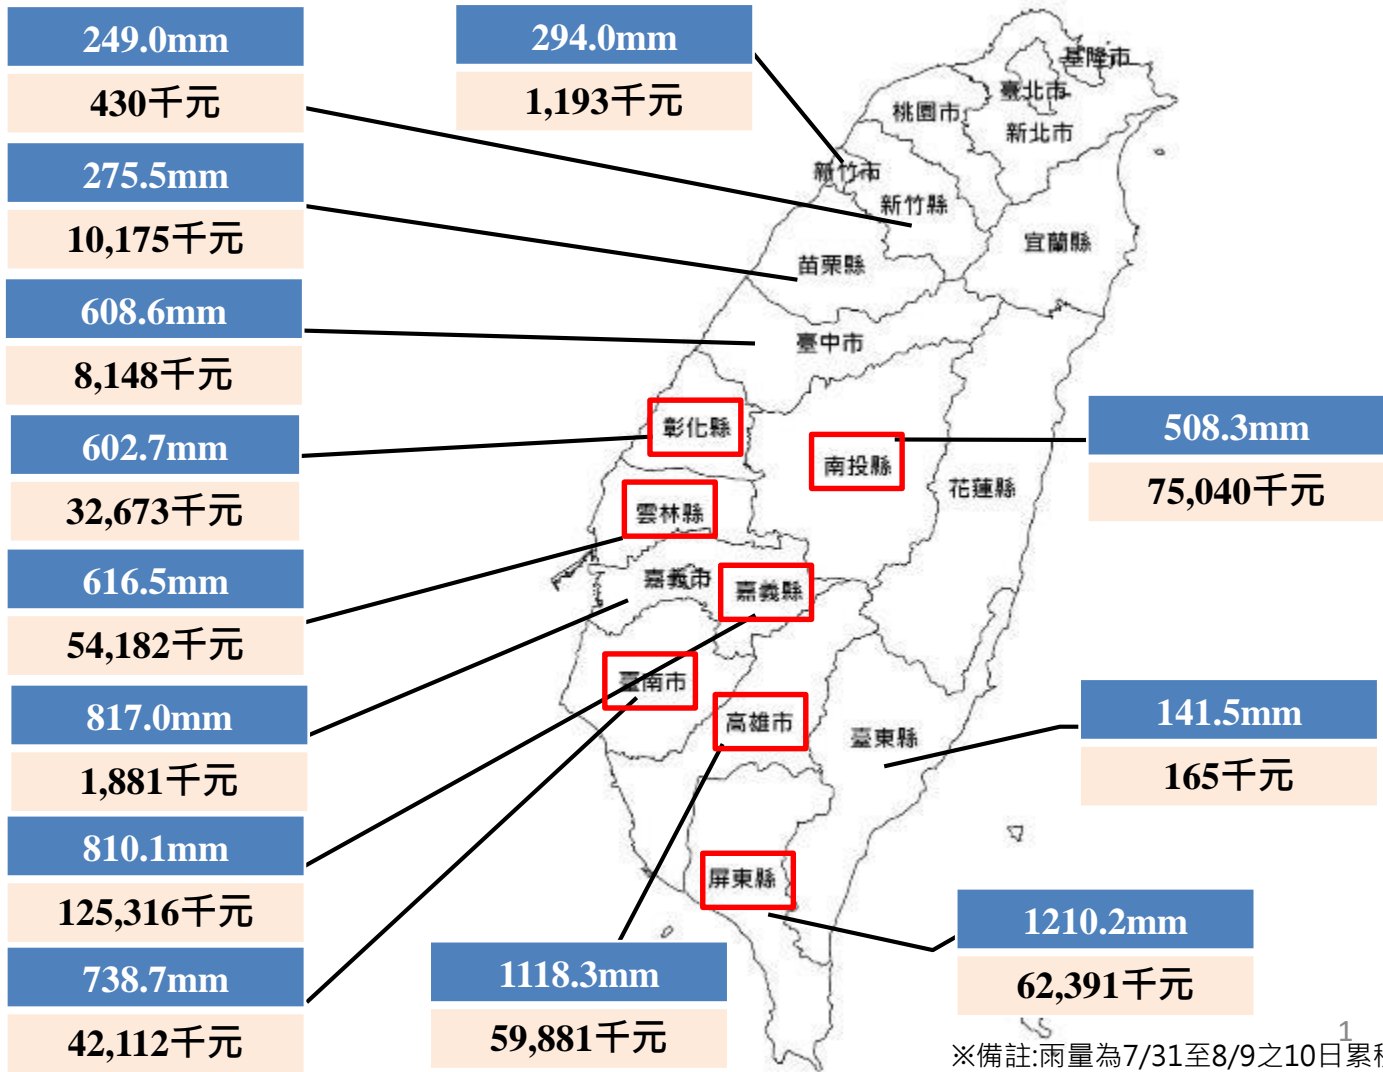 249.0mm
430千元
275.5mm
10,175千元
608.6mm
8,148千元
602.7mm
32,673千元
616.5mm
54,182千元
817.0mm
1,881千元
810.1mm
125,316千元
738.7mm
42,112千元
294.0mm
1,193千元
基隆市
臺北市
桃園市
新北市
新竹市
新竹縣
宜蘭縣
苗栗縣
臺中市
彰化縣
南投縣
花蓮縣
雲林縣
嘉義市
嘉義縣
臺南市
高雄市
臺東縣
屏東縣
508.3mm
75,040千元
141.5mm
165千元
1210.2mm
62,391千元
1118.3mm
59,881千元
1
※備註:雨量為7/31至8/9之10日累